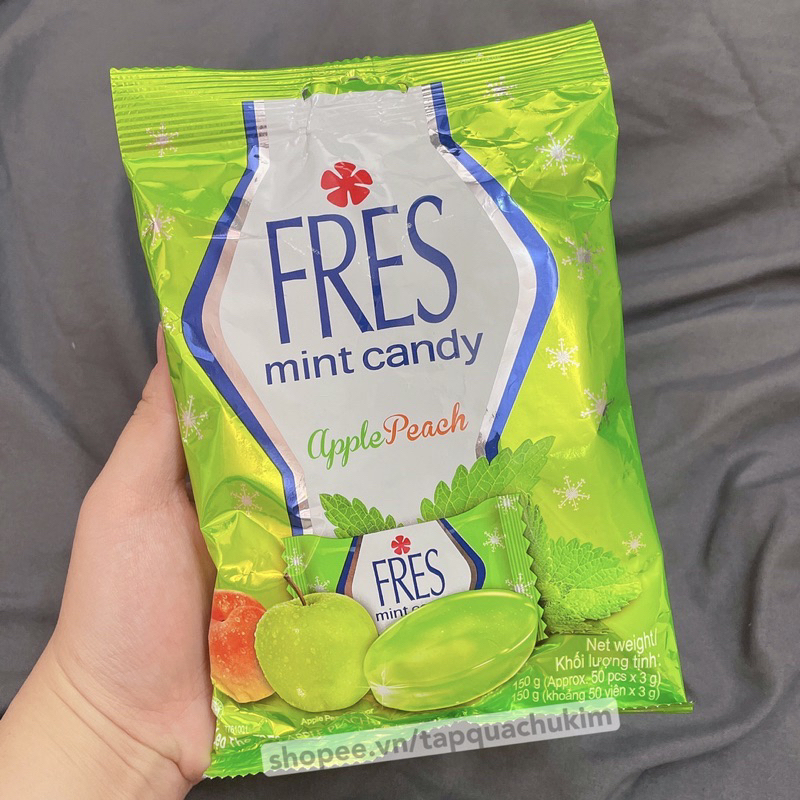 FRES
mint candy
Apple Peach
FRES
Net weight/
Khối lượng tịnh:
150 g (Approx. 50 pcs x 3 g)
150 g (khoảng 50 viên x 3 g)
shopee.vn/tapquachukim